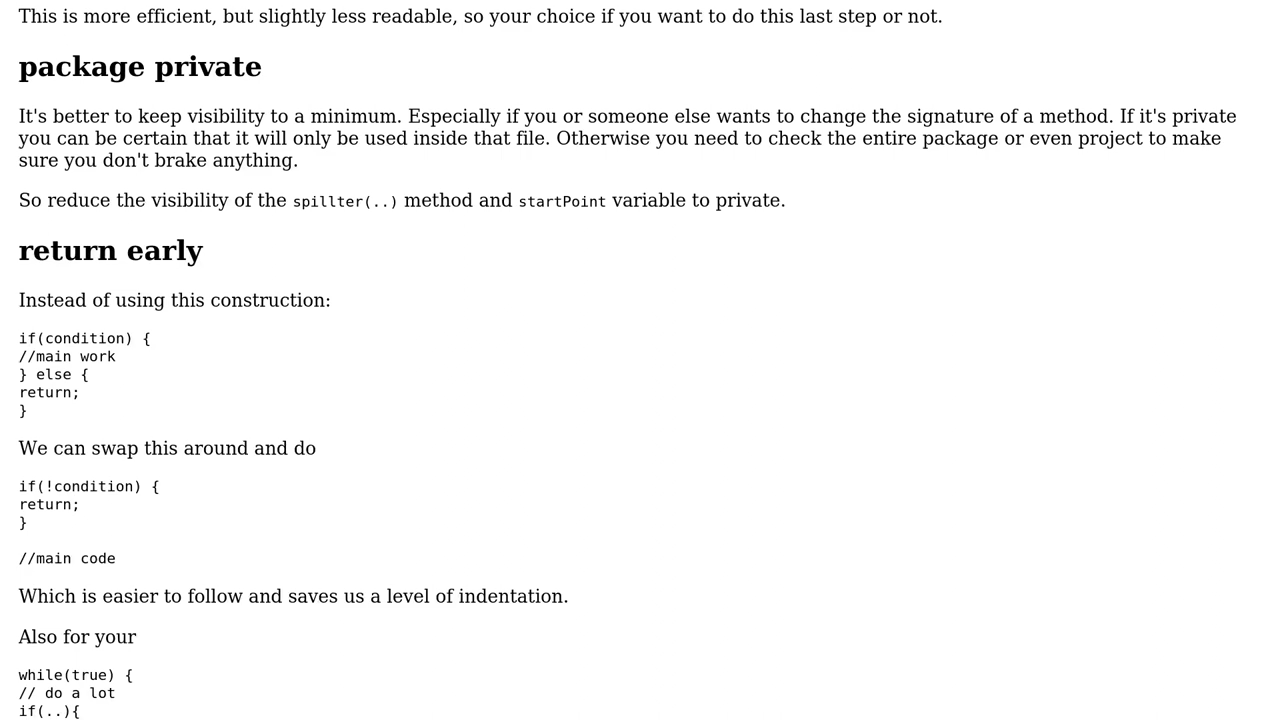 This is more efficient, but slightly less readable, so your choice if you want to do this last step or not.
package private
It's better to keep visibility to a minimum. Especially if you or someone else wants to change the signature of a method. If it's private
you can be certain that it will only be used inside that file. Otherwise you need to check the entire package or even project to make
sure you don't brake anything.
So reduce the visibility of the spillter(..) method and startPoint variable to private.
return early
Instead of using this construction:
if(condition) {
//main work
} else {
return;
}
We can swap this around and do
if(!condition) {
return;
}
//main code
Which is easier to follow and saves us a level of indentation.
Also for your
while(true) {
// do a lot
if(..){